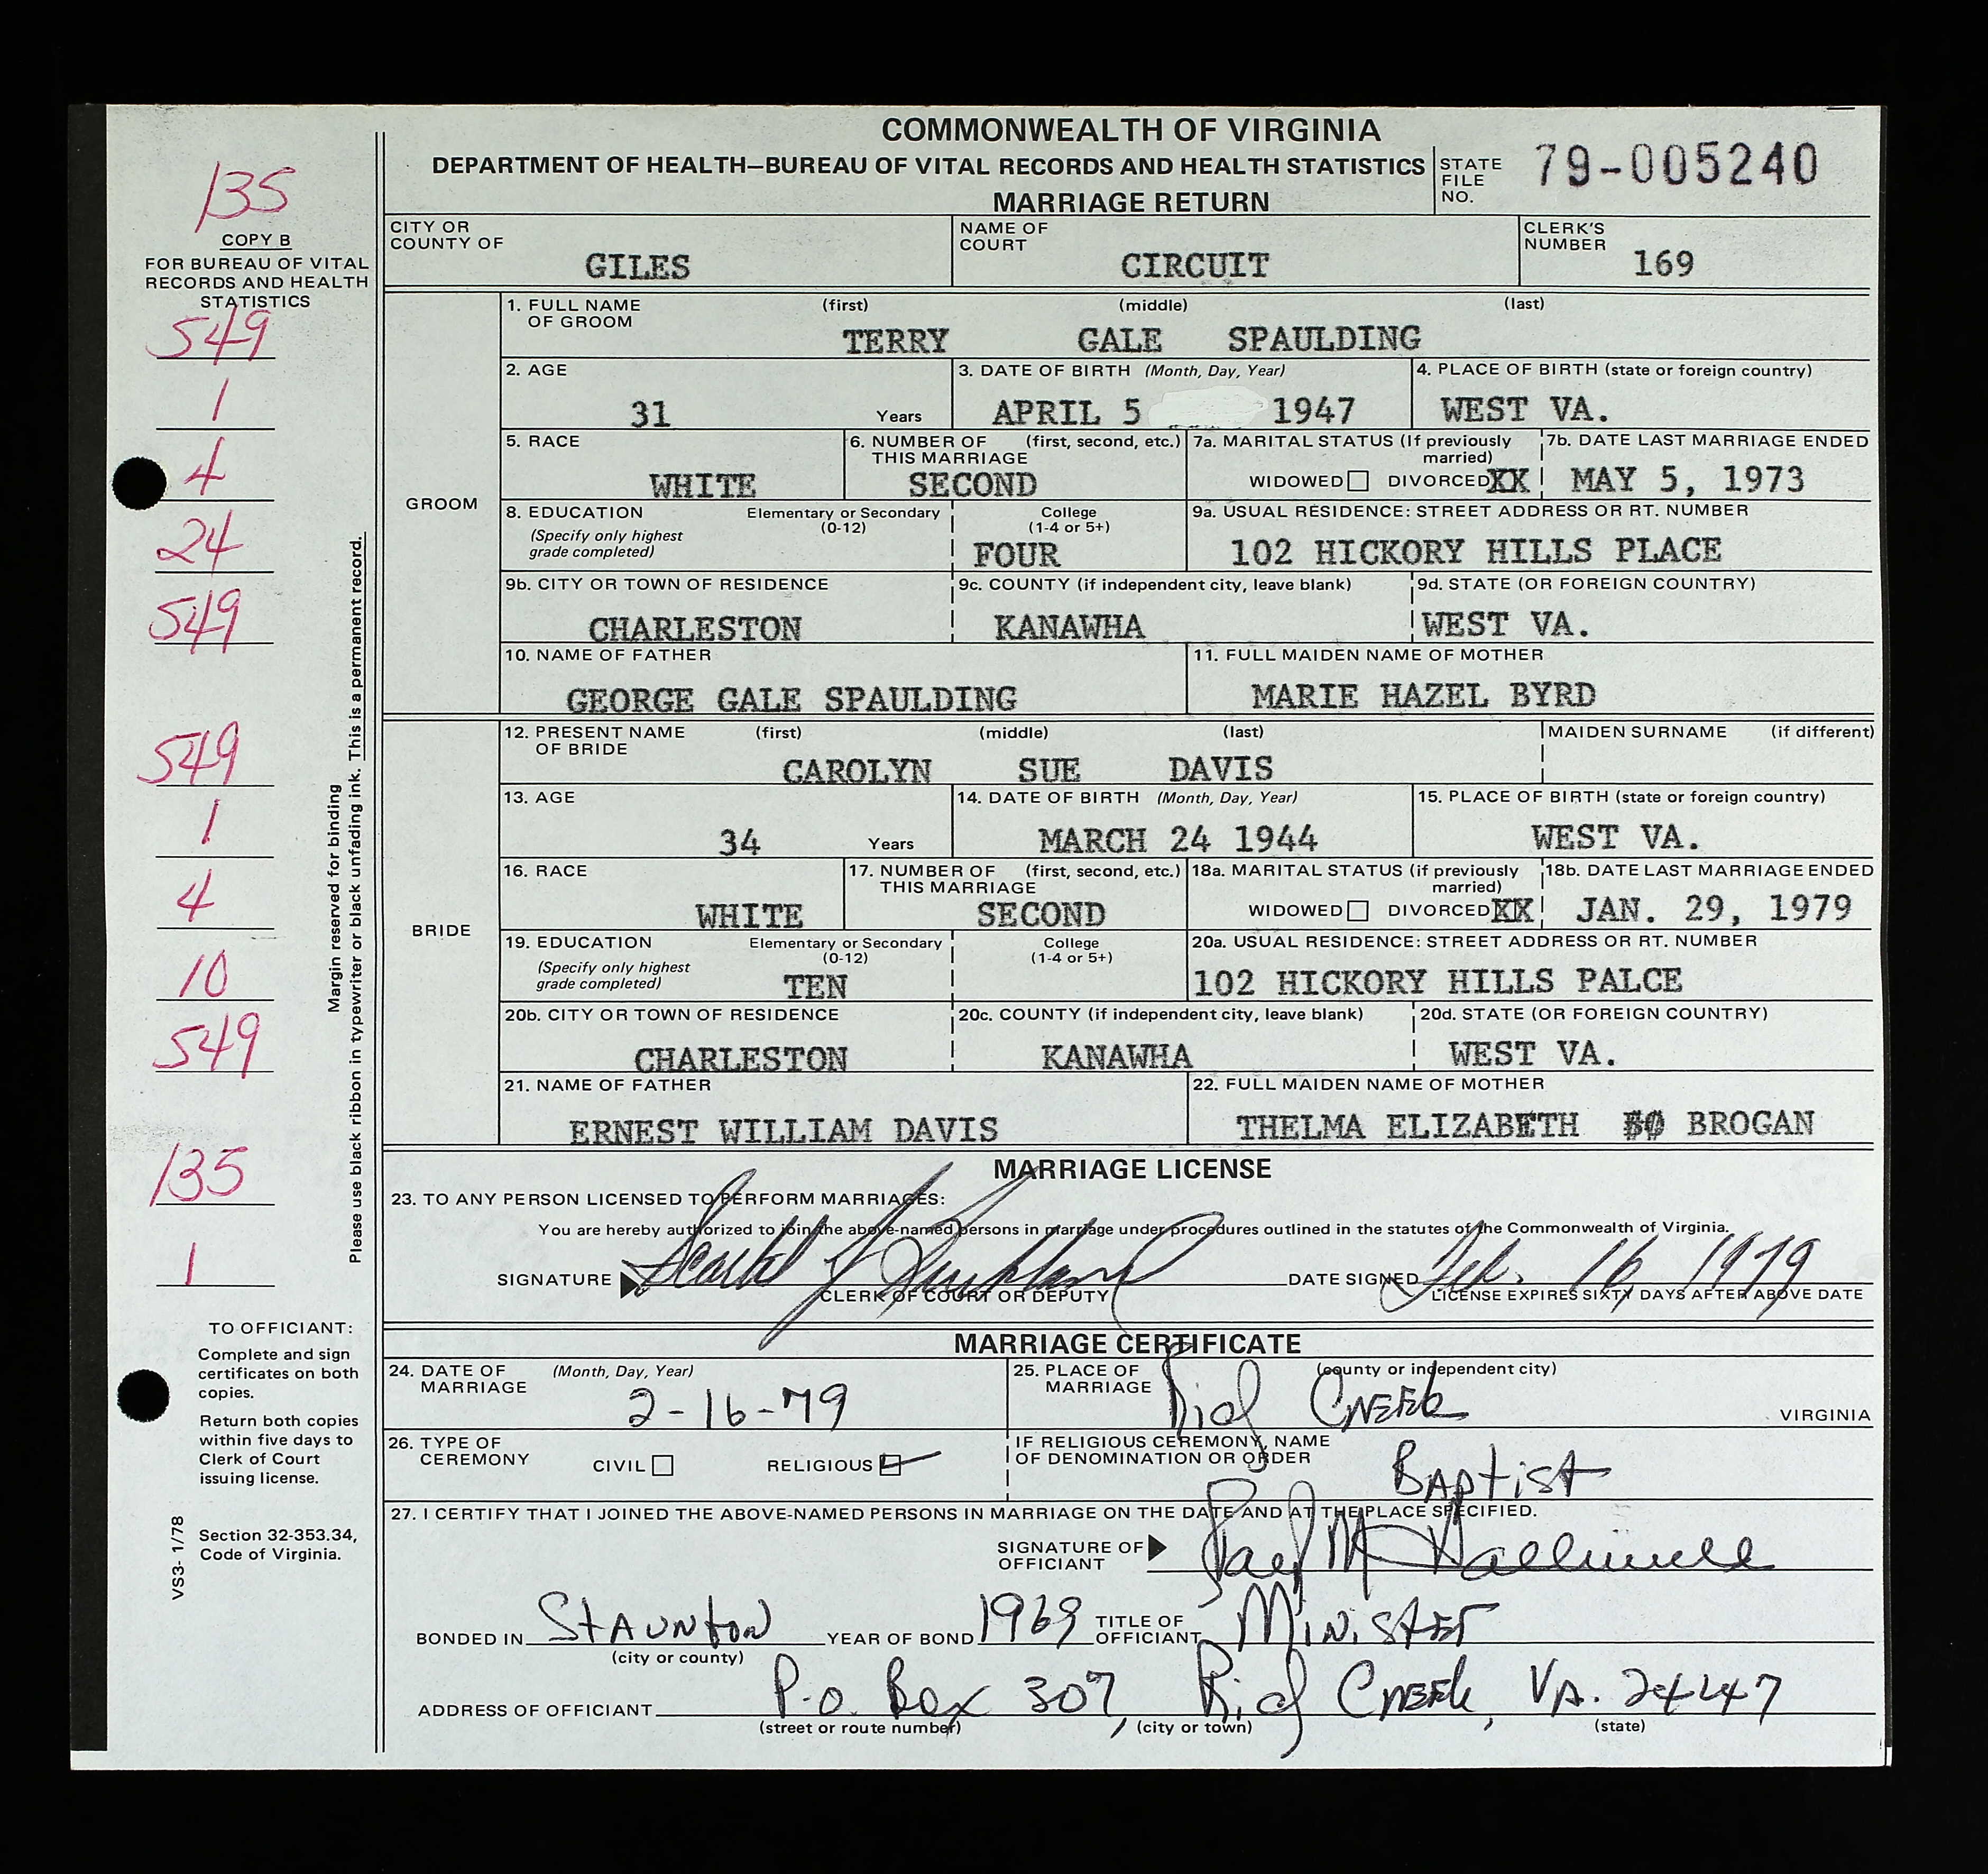 COMMONWEALTH OF VIRGINIA
DEPARTMENT OF HEALTH—BUREAU OF VITAL RECORDS AND HEALTH STATISTICS
MARRIAGE RETURN
STATE FILE NO. 79-005240
135
COPY B
FOR BUREAU OF VITAL
RECORDS AND HEALTH
STATISTICS
549
1
4
24
549
549
1
4
10
549
135
1
Margin reserved for binding
Please use black ribbon in typewriter or black unfading ink. This is a permanent record.
TO OFFICIANT:
Complete and sign
certificates on both
copies.
Return both copies
within five days to
Clerk of Court
issuing license.
Section 32-353.34,
Code of Virginia.
VS3- 1/78
CITY OR COUNTY OF GILES
NAME OF COURT CIRCUIT
CLERK'S NUMBER 169
GROOM
1. FULL NAME OF GROOM (first) (middle) (last)
TERRY GALE SPAULDING
2. AGE 31 Years
3. DATE OF BIRTH (Month, Day, Year) APRIL 5 1947
4. PLACE OF BIRTH (state or foreign country) WEST VA.
5. RACE WHITE
6. NUMBER OF THIS MARRIAGE (first, second, etc.) SECOND
7a. MARITAL STATUS (If previously married) WIDOWED DIVORCED XX
7b. DATE LAST MARRIAGE ENDED MAY 5, 1973
8. EDUCATION (Specify only highest grade completed) Elementary or Secondary (0-12) College (1-4 or 5+) FOUR
9a. USUAL RESIDENCE: STREET ADDRESS OR RT. NUMBER 102 HICKORY HILLS PLACE
9b. CITY OR TOWN OF RESIDENCE CHARLESTON
9c. COUNTY (if independent city, leave blank) KANAWHA
9d. STATE (OR FOREIGN COUNTRY) WEST VA.
10. NAME OF FATHER GEORGE GALE SPAULDING
11. FULL MAIDEN NAME OF MOTHER MARIE HAZEL BYRD
BRIDE
12. PRESENT NAME OF BRIDE (first) (middle) (last) MAIDEN SURNAME (if different)
CAROLYN SUE DAVIS
13. AGE 34 Years
14. DATE OF BIRTH (Month, Day, Year) MARCH 24 1944
15. PLACE OF BIRTH (state or foreign country) WEST VA.
16. RACE WHITE
17. NUMBER OF THIS MARRIAGE (first, second, etc.) SECOND
18a. MARITAL STATUS (if previously married) WIDOWED DIVORCED XX
18b. DATE LAST MARRIAGE ENDED JAN. 29, 1979
19. EDUCATION (Specify only highest grade completed) Elementary or Secondary (0-12) TEN College (1-4 or 5+)
20a. USUAL RESIDENCE: STREET ADDRESS OR RT. NUMBER 102 HICKORY HILLS PALCE
20b. CITY OR TOWN OF RESIDENCE CHARLESTON
20c. COUNTY (if independent city, leave blank) KANAWHA
20d. STATE (OR FOREIGN COUNTRY) WEST VA.
21. NAME OF FATHER ERNEST WILLIAM DAVIS
22. FULL MAIDEN NAME OF MOTHER THELMA ELIZABETH BROGAN
MARRIAGE LICENSE
23. TO ANY PERSON LICENSED TO PERFORM MARRIAGES:
You are hereby authorized to join the above-named persons in marriage under procedures outlined in the statutes of the Commonwealth of Virginia.
SIGNATURE DATE SIGNED Feb. 16 1979
CLERK OF COURT OR DEPUTY LICENSE EXPIRES SIXTY DAYS AFTER ABOVE DATE
MARRIAGE CERTIFICATE
24. DATE OF MARRIAGE (Month, Day, Year) 2-16-79
25. PLACE OF MARRIAGE (county or independent city) Rich Creek VIRGINIA
26. TYPE OF CEREMONY CIVIL RELIGIOUS
IF RELIGIOUS CEREMONY, NAME OF DENOMINATION OR ORDER Baptist
27. I CERTIFY THAT I JOINED THE ABOVE-NAMED PERSONS IN MARRIAGE ON THE DATE AND AT THE PLACE SPECIFIED.
SIGNATURE OF OFFICIANT
BONDED IN Staunton YEAR OF BOND 1969 TITLE OF OFFICIANT Minister
(city or county)
ADDRESS OF OFFICIANT P.O. Box 307, Rich Creek, VA. 24147
(street or route number) (city or town) (state)